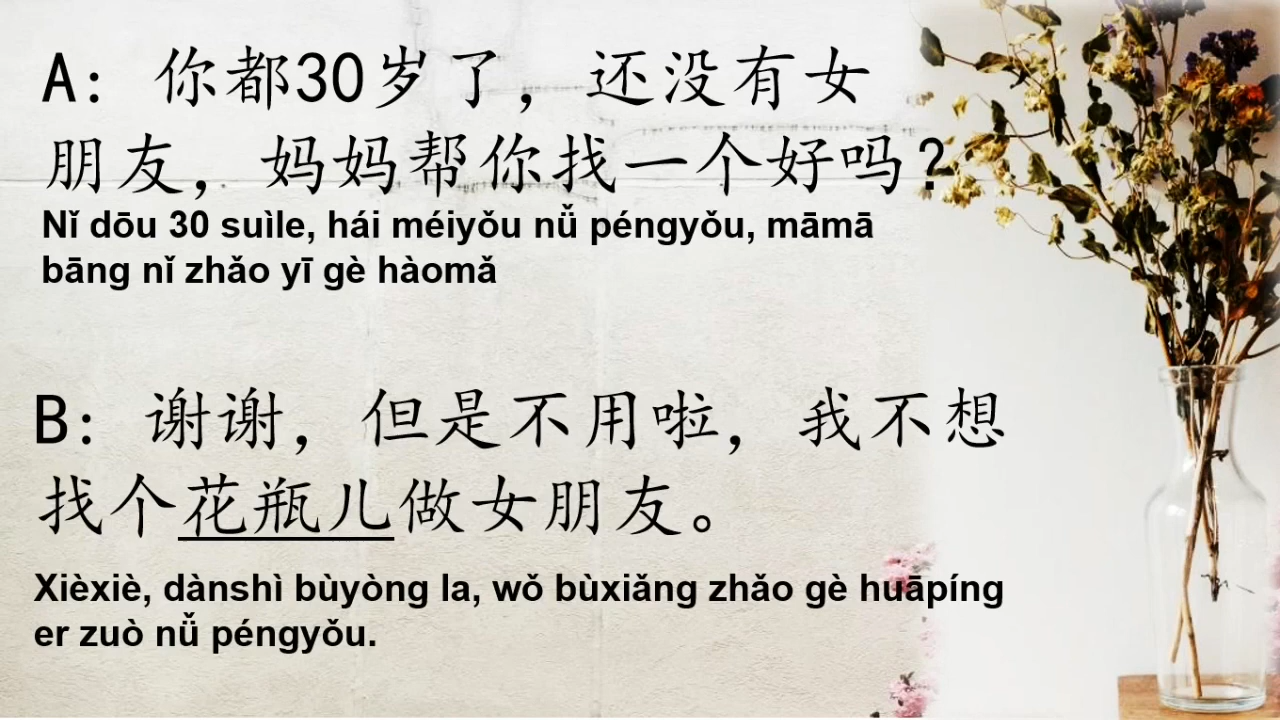 A: 你都30岁了，还没有女
朋友，妈妈帮你找一个好吗？
Nǐ dōu 30 suìle, hái méiyǒu nǚ péngyǒu, māmā
bāng nǐ zhǎo yī gè hàomǎ
B: 谢谢，但是不用啦，我不想
找个花瓶儿做女朋友。
Xièxiè, dànshì bùyòng la, wǒ bùxiǎng zhǎo gè huāpíng
er zuò nǚ péngyǒu.